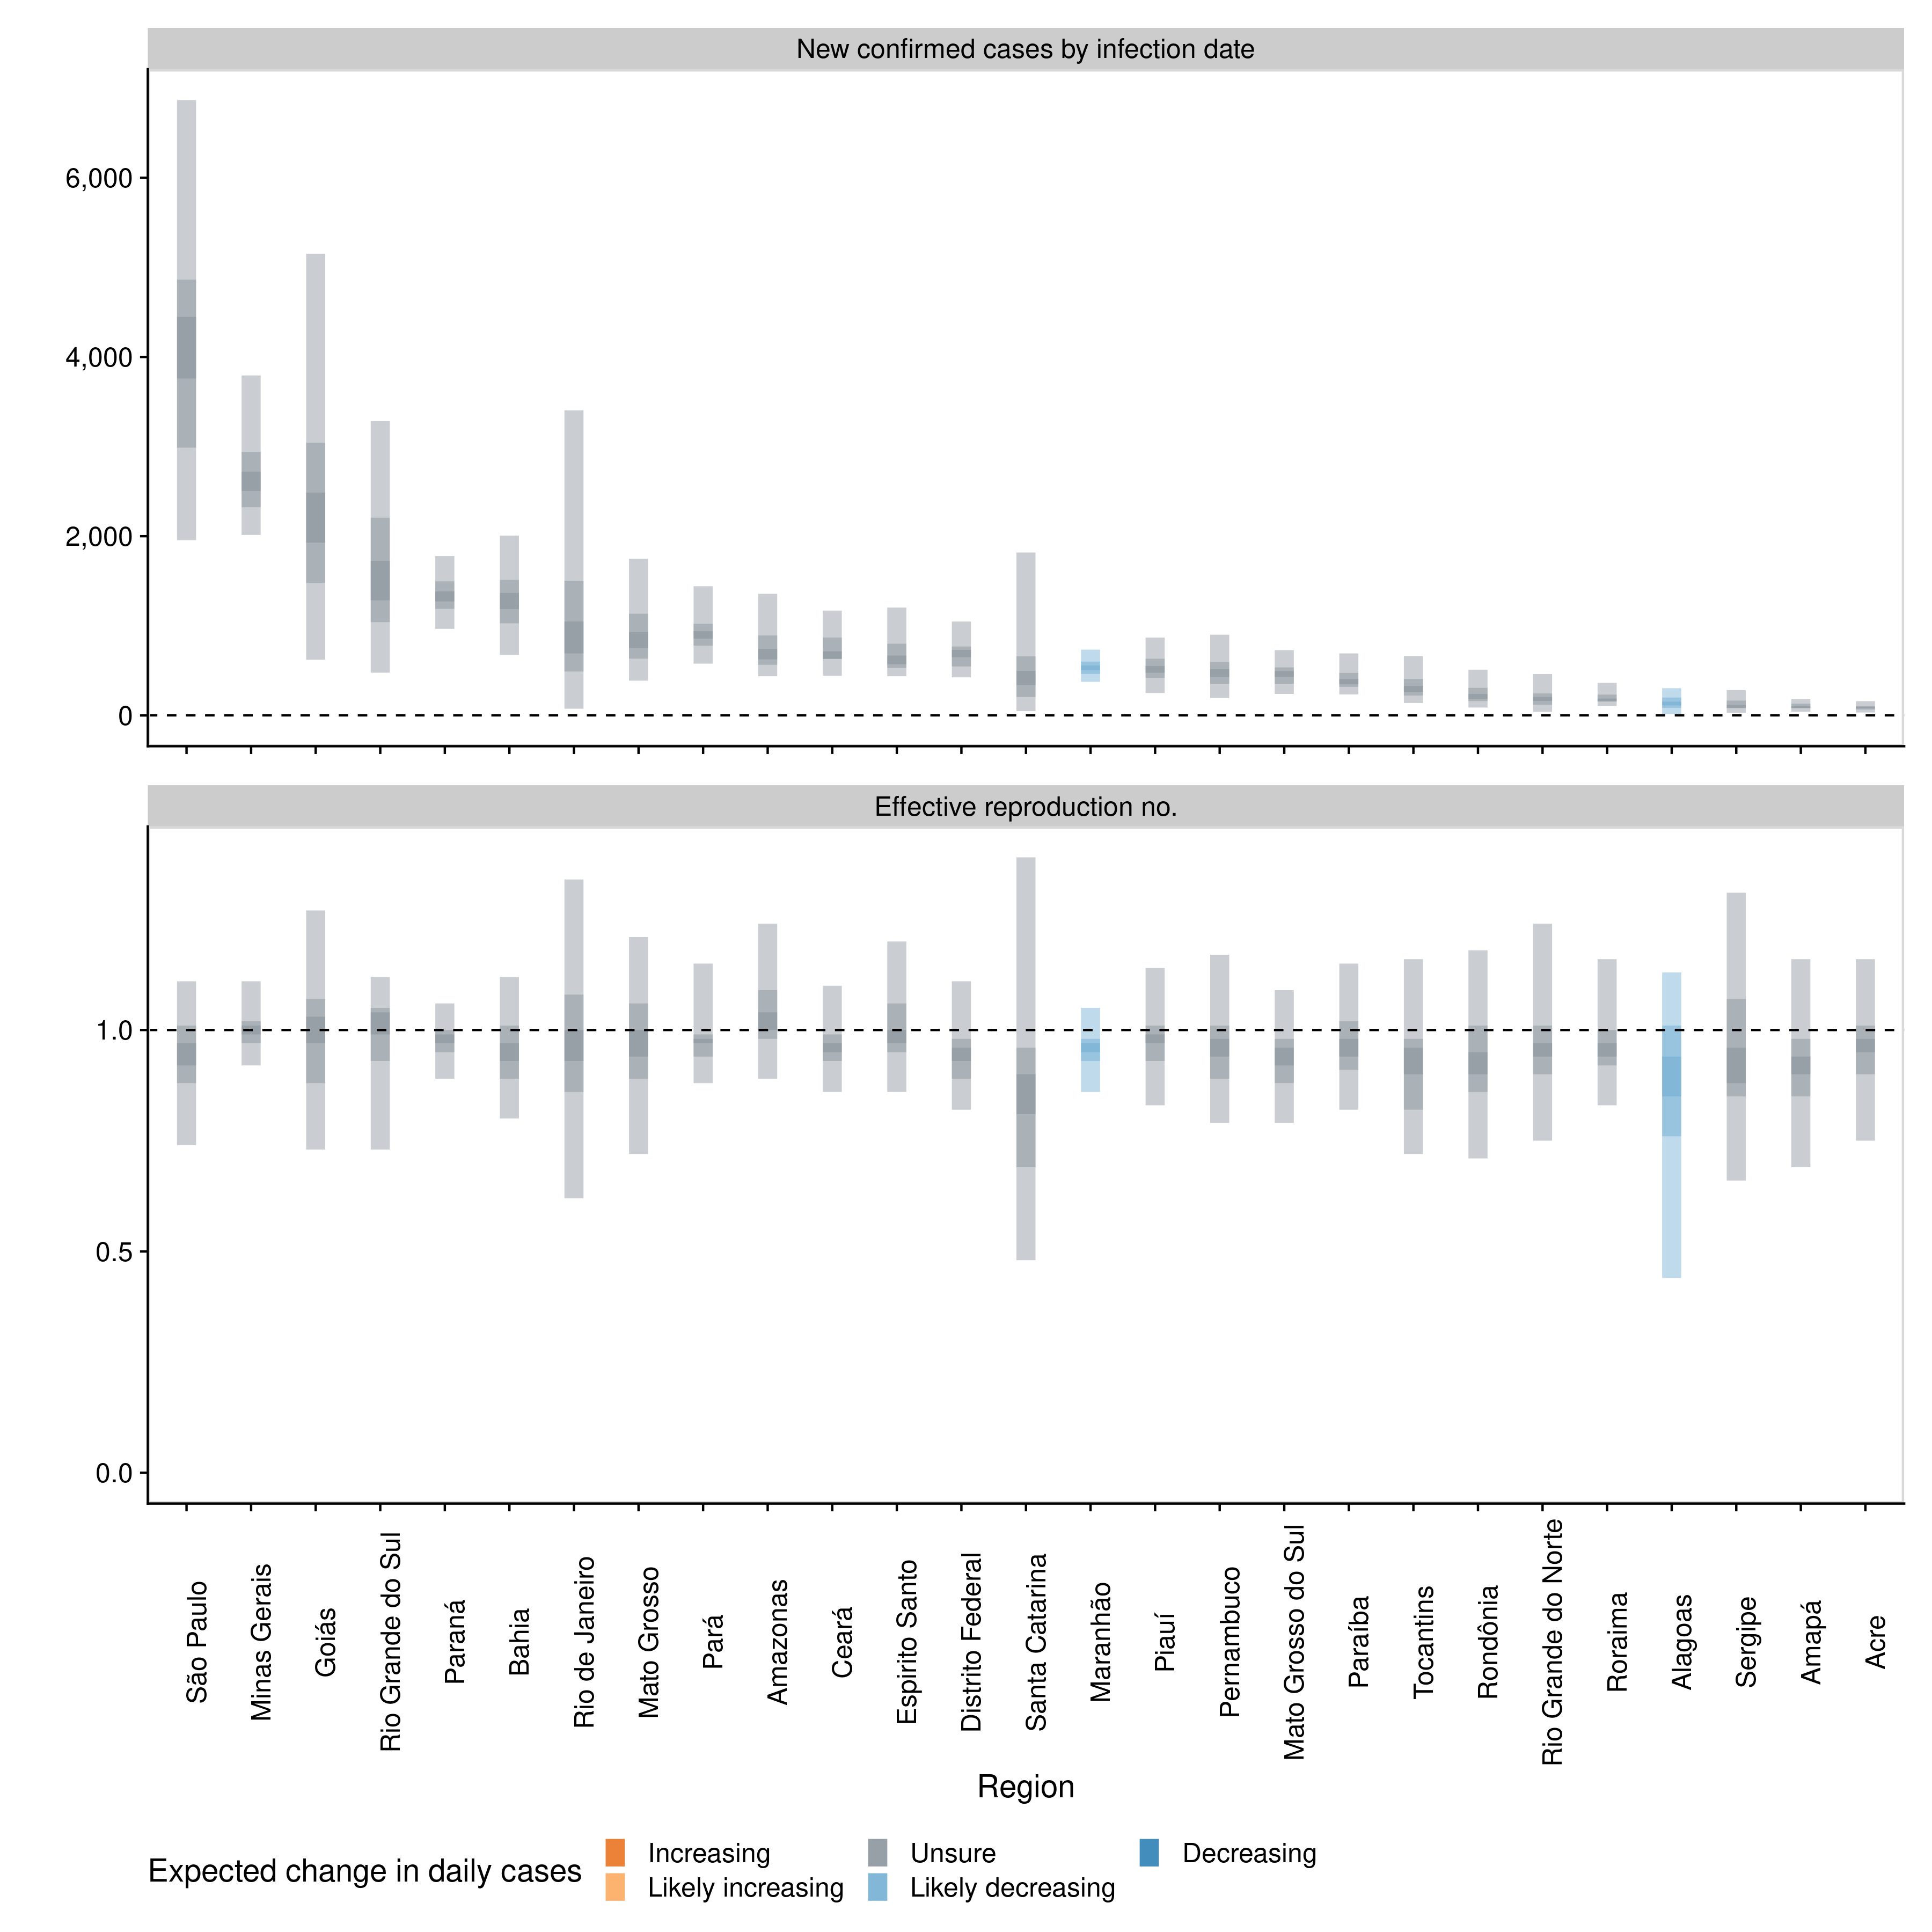 New confirmed cases by infection date
6,000
4,000
2,000
0
Effective reproduction no.
1.0
0.5
0.0
São Paulo
Minas Gerais
Goiás
Rio Grande do Sul
Paraná
Bahia
Rio de Janeiro
Mato Grosso
Pará
Amazonas
Ceará
Espirito Santo
Distrito Federal
Santa Catarina
Maranhão
Piauí
Pernambuco
Mato Grosso do Sul
Paraíba
Tocantins
Rondônia
Rio Grande do Norte
Roraima
Alagoas
Sergipe
Amapá
Acre
Region
Expected change in daily cases
Increasing
Likely increasing
Unsure
Likely decreasing
Decreasing